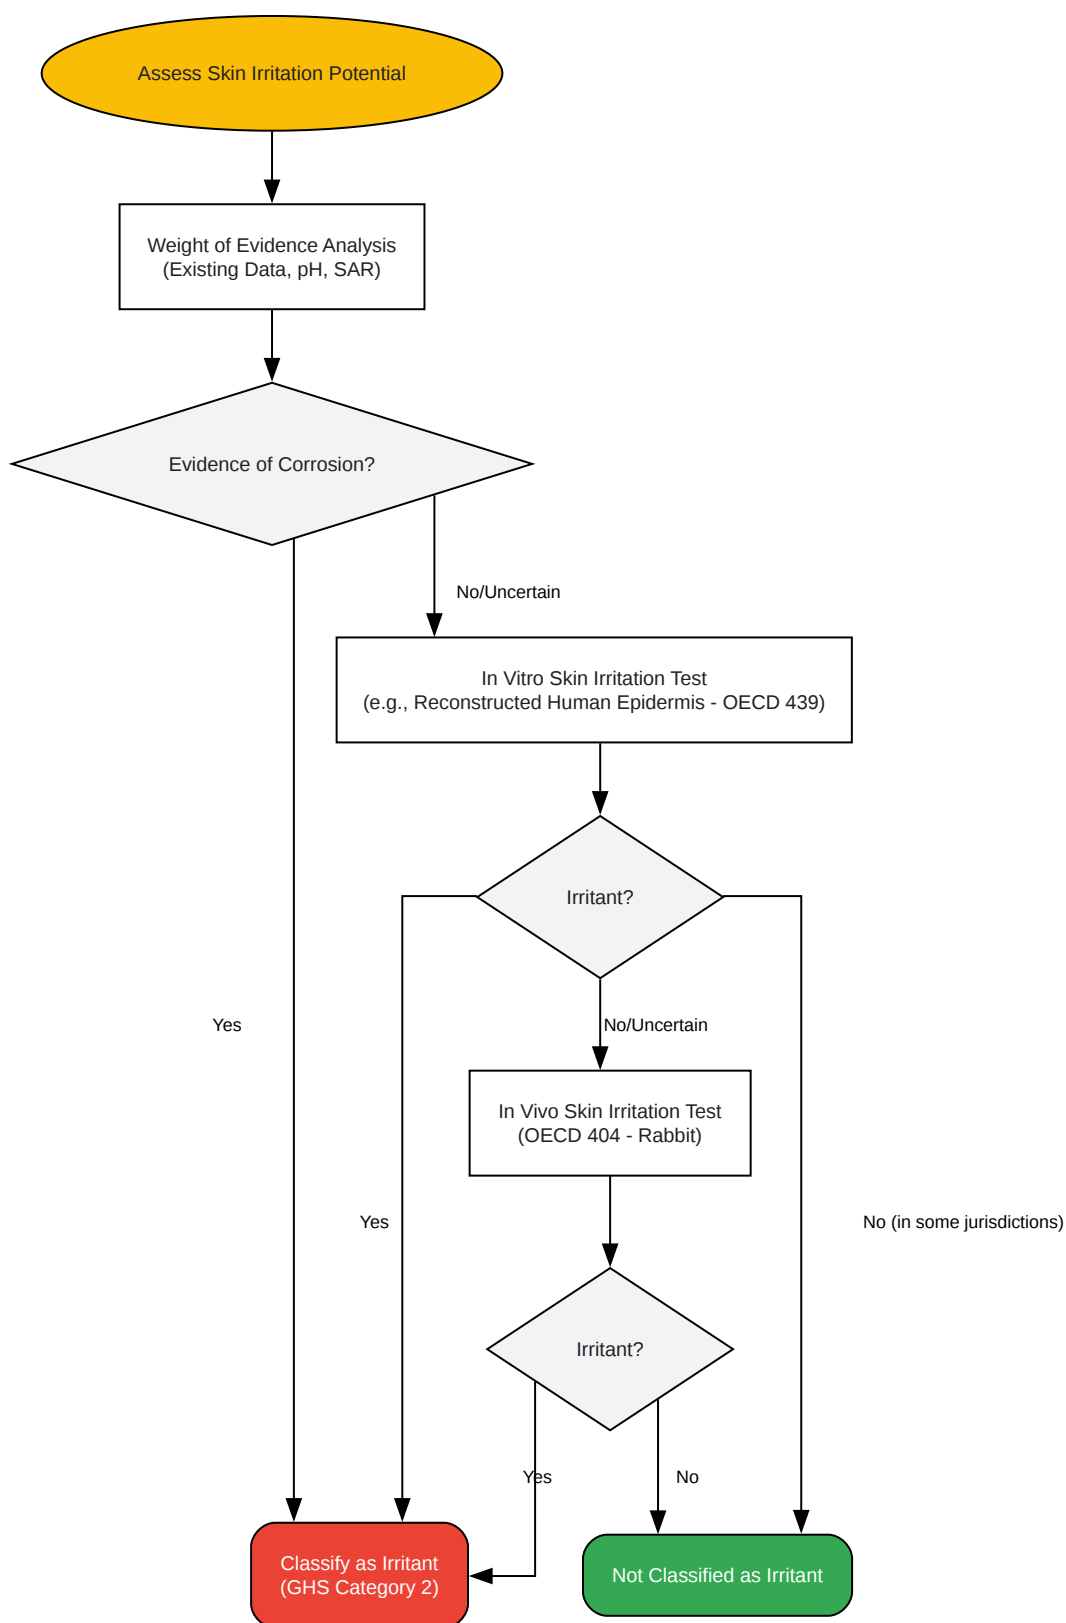 Assess Skin Irritation Potential
Weight of Evidence Analysis
(Existing Data, pH, SAR)
Evidence of Corrosion?
No/Uncertain
In Vitro Skin Irritation Test
(e.g., Reconstructed Human Epidermis - OECD 439)
Irritant?
Yes
No/Uncertain
In Vivo Skin Irritation Test
(OECD 404 - Rabbit)
Yes
No (in some jurisdictions)
Irritant?
Yes
No
Classify as Irritant
(GHS Category 2)
Not Classified as Irritant